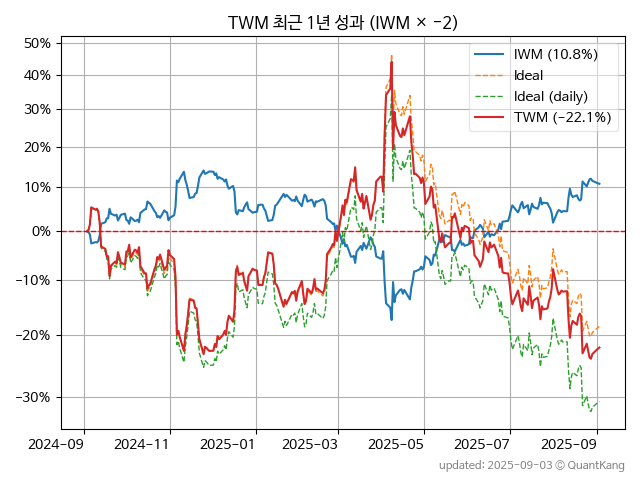 TWM 최근 1년 성과 (IWM × −2)
50%
40%
30%
20%
10%
0%
−10%
−20%
−30%
IWM (10.8%)
Ideal
Ideal (daily)
TWM (−22.1%)
2024-09
2024-11
2025-01
2025-03
2025-05
2025-07
2025-09
updated: 2025-09-03 © QuantKang